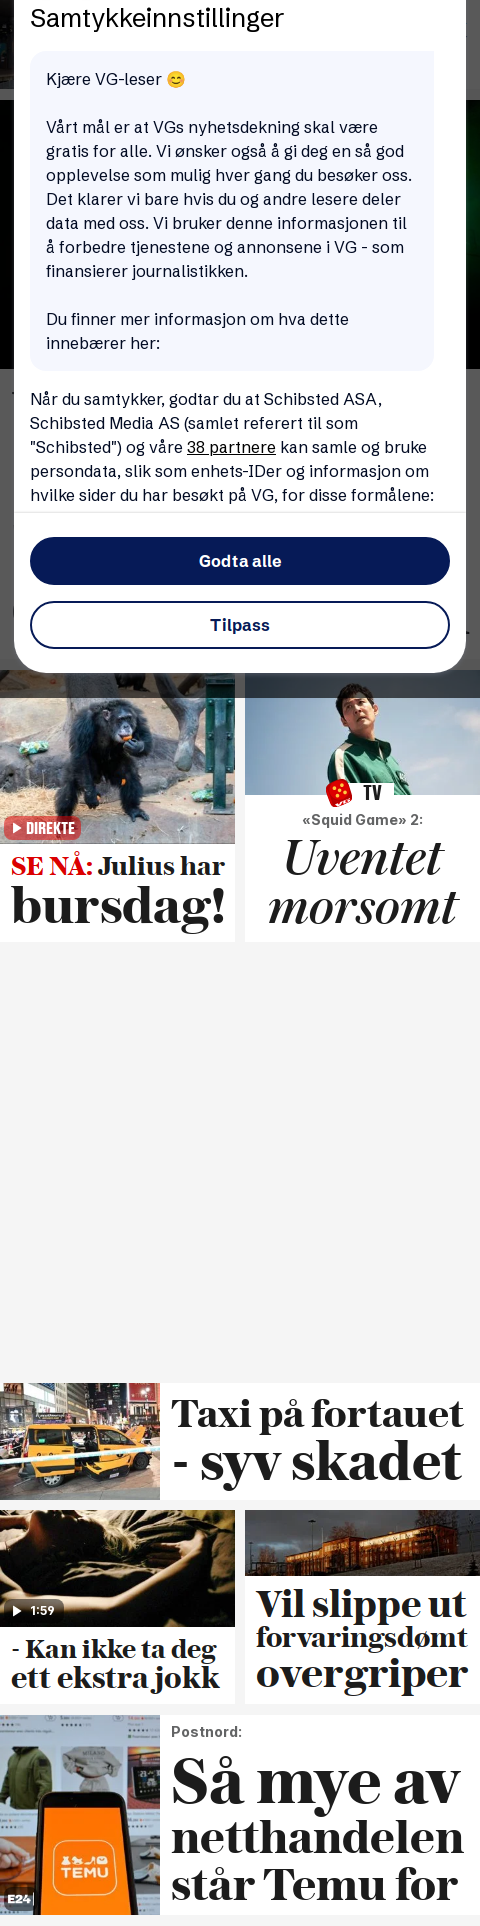 Samtykkeinnstillinger
Kjære VG-leser 😊
Vårt mål er at VGs nyhetsdekning skal være
gratis for alle. Vi ønsker også å gi deg en så god
opplevelse som mulig hver gang du besøker oss.
Det klarer vi bare hvis du og andre lesere deler
data med oss. Vi bruker denne informasjonen til
å forbedre tjenestene og annonsene i VG - som
finansierer journalistikken.
Du finner mer informasjon om hva dette
innebærer her:
Når du samtykker, godtar du at Schibsted ASA,
Schibsted Media AS (samlet referert til som
"Schibsted") og våre 38 partnere kan samle og bruke
persondata, slik som enhets-IDer og informasjon om
hvilke sider du har besøkt på VG, for disse formålene:
Godta alle
Tilpass
DIREKTE
SE NÅ: Julius har
bursdag!
TV
«Squid Game» 2:
Uventet
morsomt
Taxi på fortauet
- syv skadet
1:59
- Kan ikke ta deg
ett ekstra jokk
Vil slippe ut
forvaringsdømt
overgriper
TEMU
E24
Postnord:
Så mye av
netthandelen
står Temu for